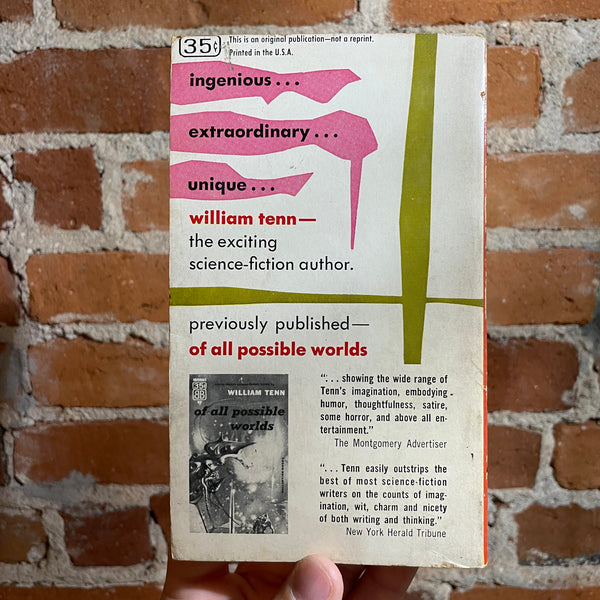 35¢
This is an original publication—not a reprint.
Printed in the U.S.A.
ingenious...
extraordinary...
unique...
william tenn—
the exciting
science-fiction author.
previously published—
of all possible worlds
35¢
BB
WILLIAM TENN
of all possible
worlds
"...showing the wide range of
Tenn's imagination, embodying
humor, thoughtfulness, satire,
some horror, and above all en-
tertainment."
The Montgomery Advertiser
"...Tenn easily outstrips the
best of most science-fiction
writers on the counts of imag-
ination, wit, charm and nicety
of both writing and thinking."
New York Herald Tribune